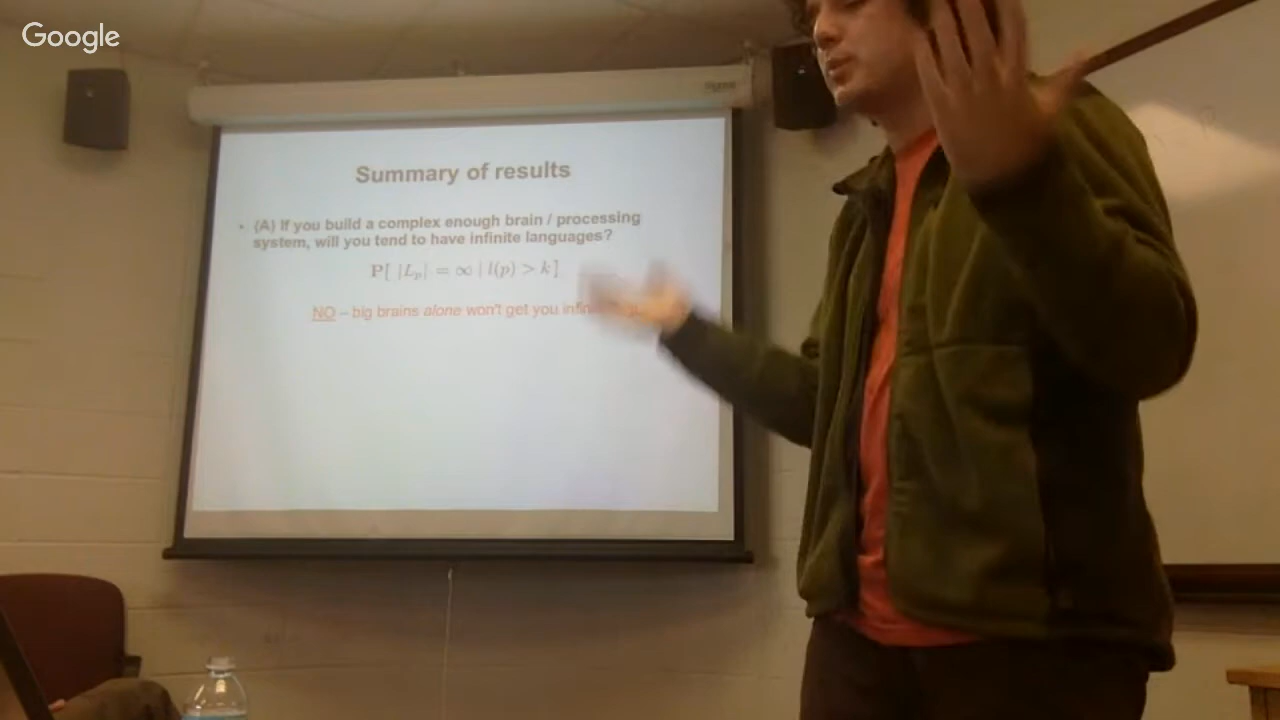 Google
Summary of results
• (A) If you build a complex enough brain / processing
system, will you tend to have infinite languages?
P[ |Lₚ| = ∞ | l(p) > k ]
NO – big brains alone won't get you